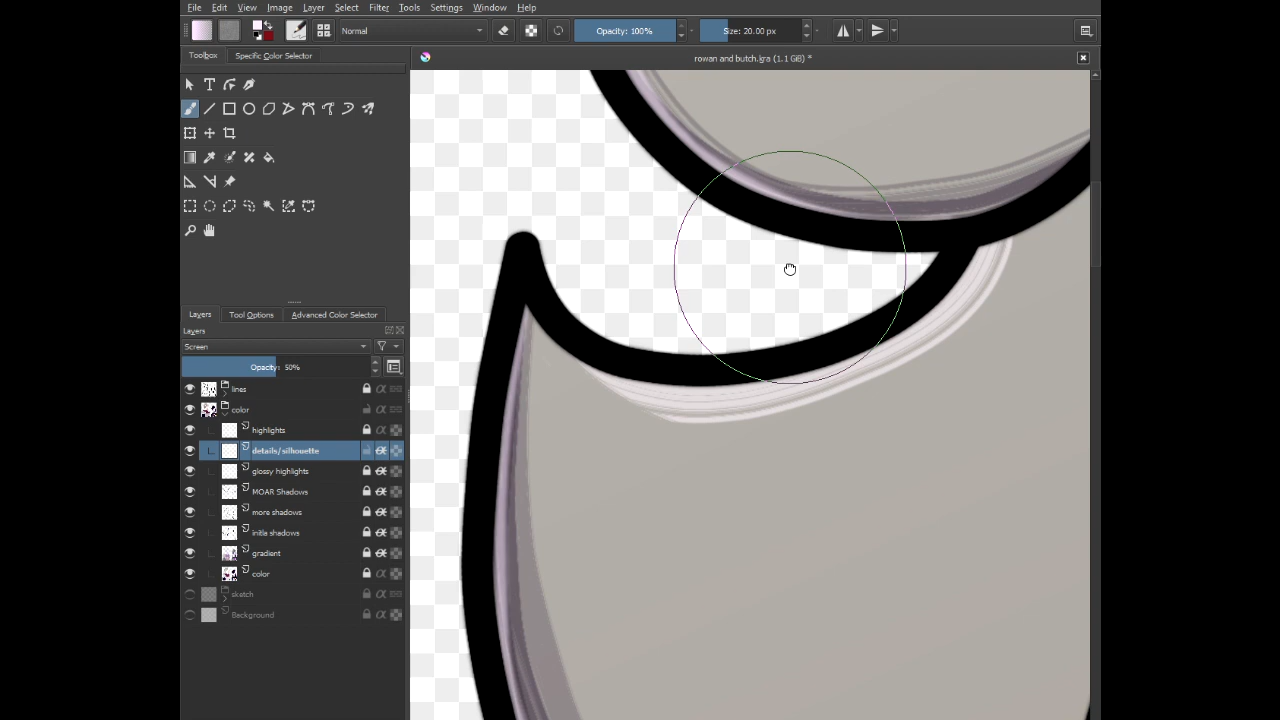 File Edit View Image Layer Select Filter Tools Settings Window Help
Normal Opacity: 100% Size: 20.00 px
Toolbox Specific Color Selector
rowan and butch.kra (1.1 GiB) *
Layers Tool Options Advanced Color Selector
Layers
Screen
Opacity: 50%
lines
color
highlights
details/silhouette
glossy highlights
MOAR Shadows
more shadows
initla shadows
gradient
color
sketch
Background